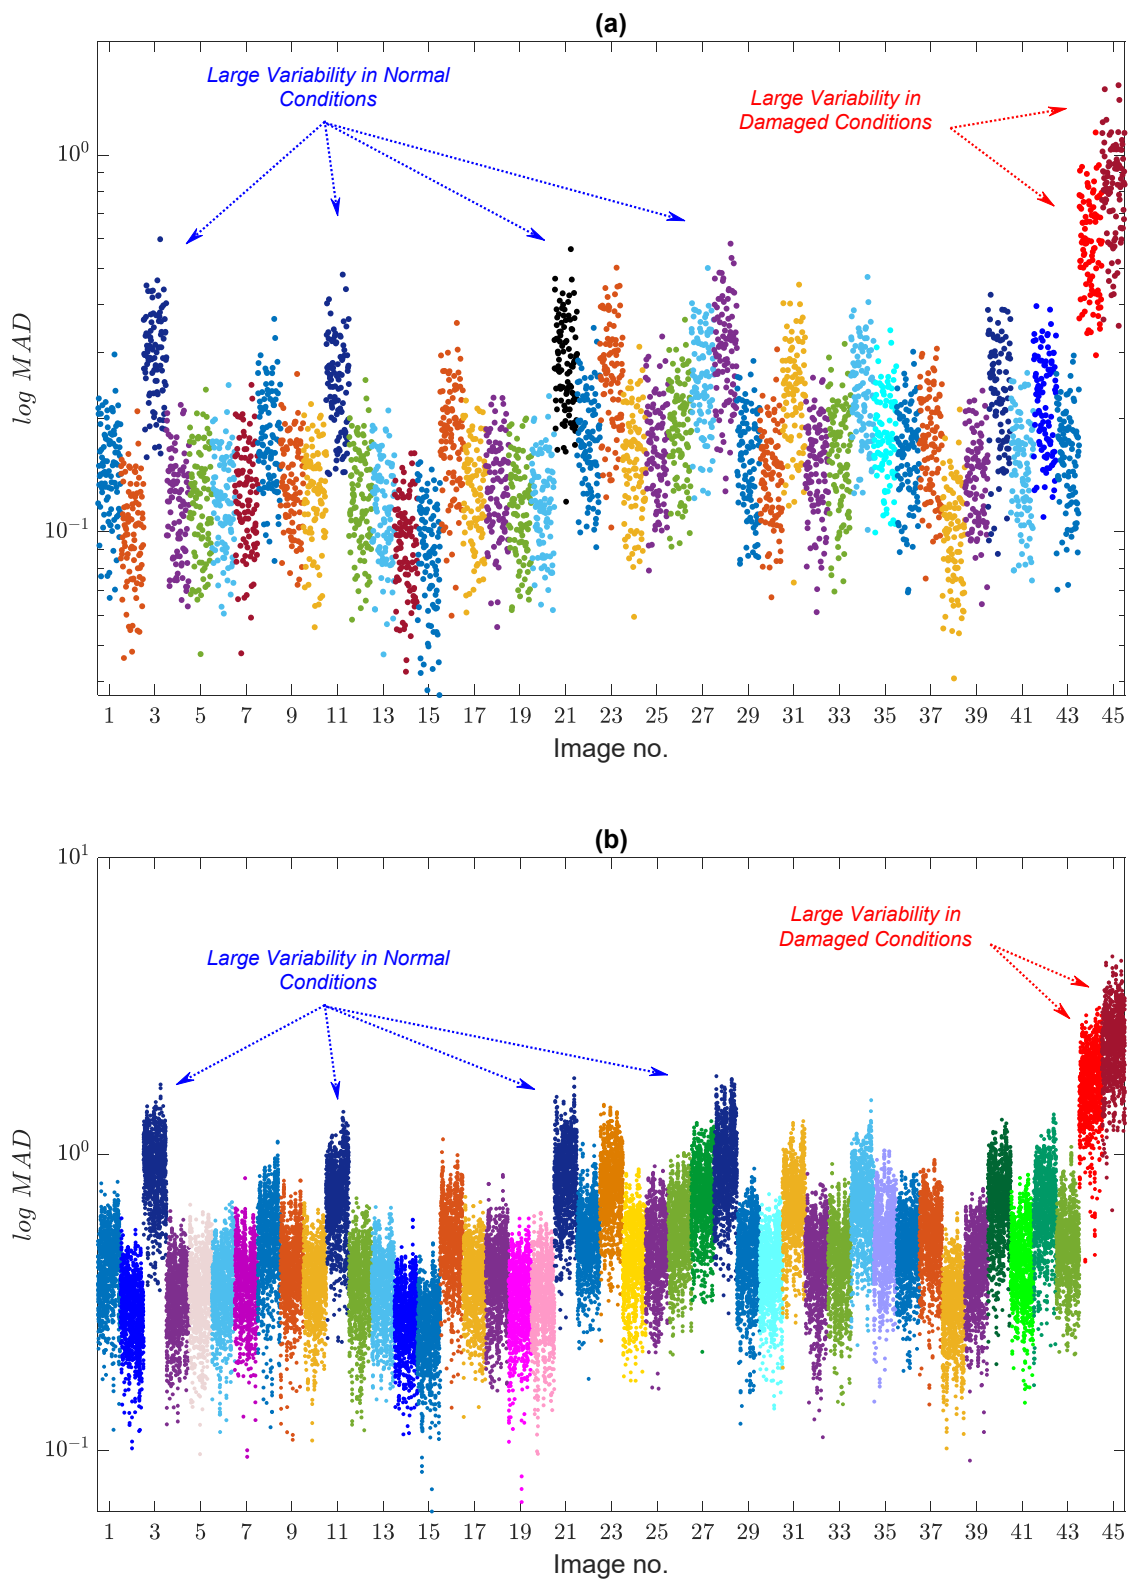 (a)
Large Variability in Normal
Conditions
Large Variability in
Damaged Conditions
10^0
10^-1
log MAD
1 3 5 7 9 11 13 15 17 19 21 23 25 27 29 31 33 35 37 39 41 43 45
Image no.
(b)
10^1
Large Variability in
Damaged Conditions
Large Variability in Normal
Conditions
10^0
10^-1
log MAD
1 3 5 7 9 11 13 15 17 19 21 23 25 27 29 31 33 35 37 39 41 43 45
Image no.